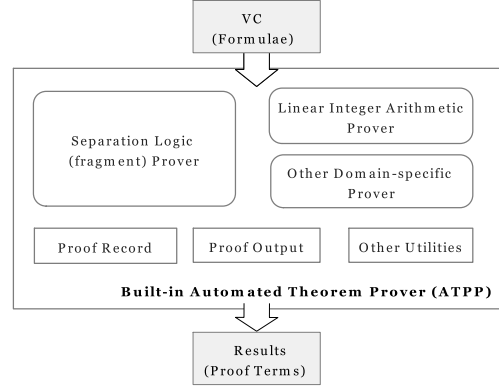 VC
(Formulae)
Separation Logic
(fragment) Prover
Linear Integer Arithmetic
Prover
Other Domain-specific
Prover
Proof Record
Proof Output
Other Utilities
Built-in Automated Theorem Prover (ATPP)
Results
(Proof Terms)